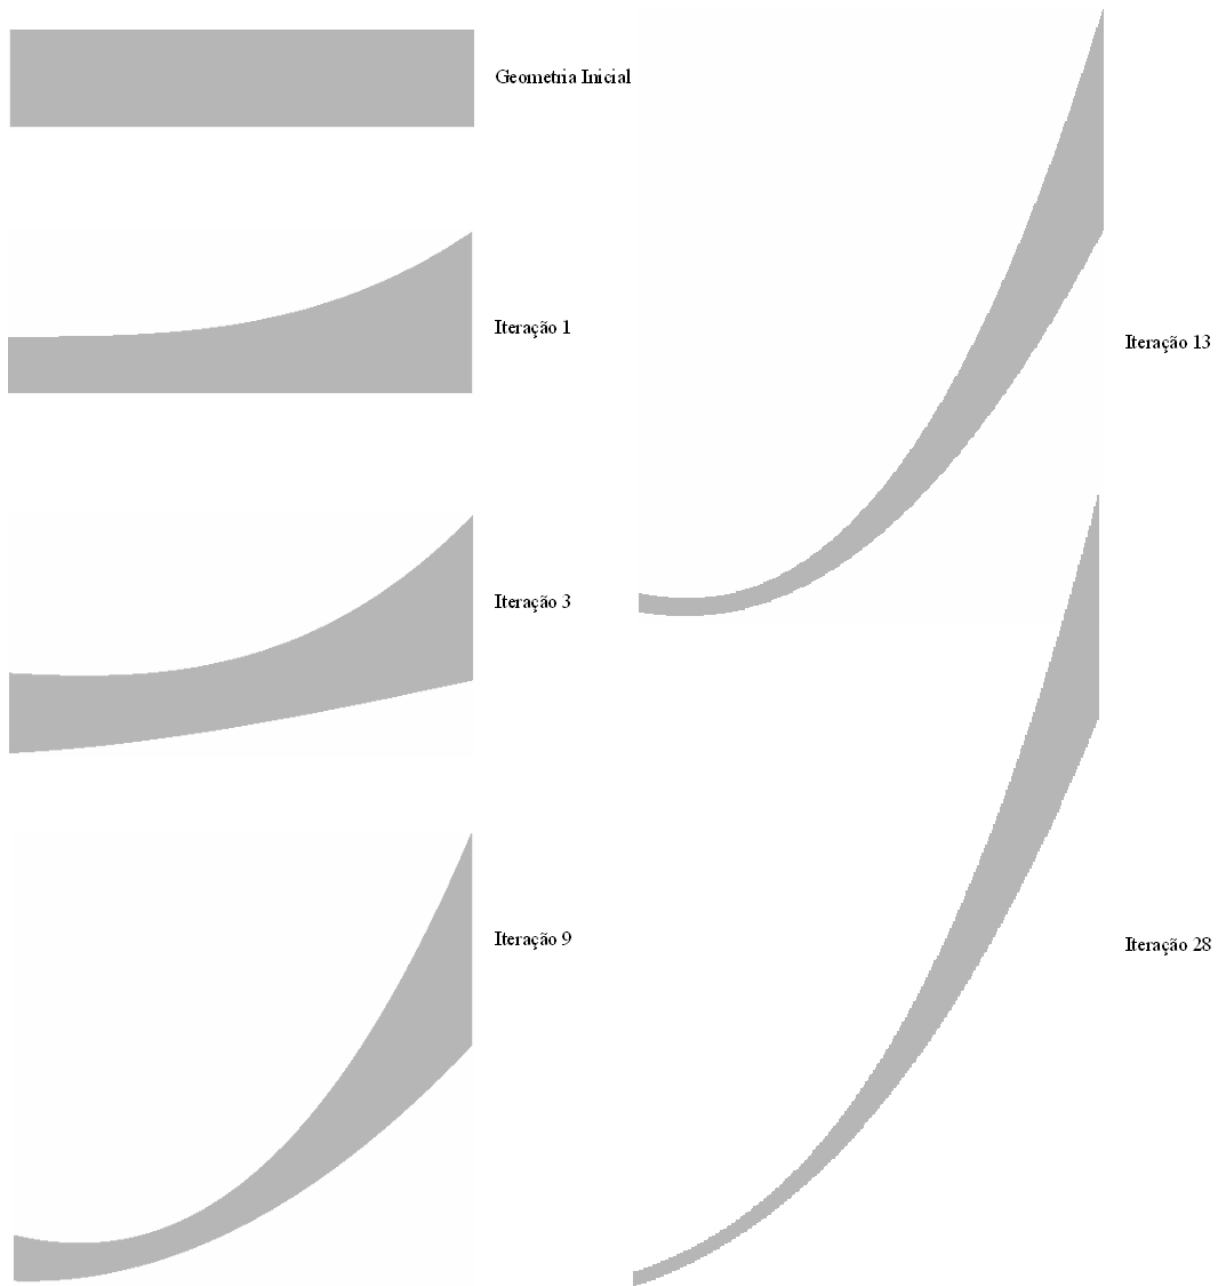 Geometria Inicial
Iteração 1
Iteração 3
Iteração 9
Iteração 13
Iteração 28